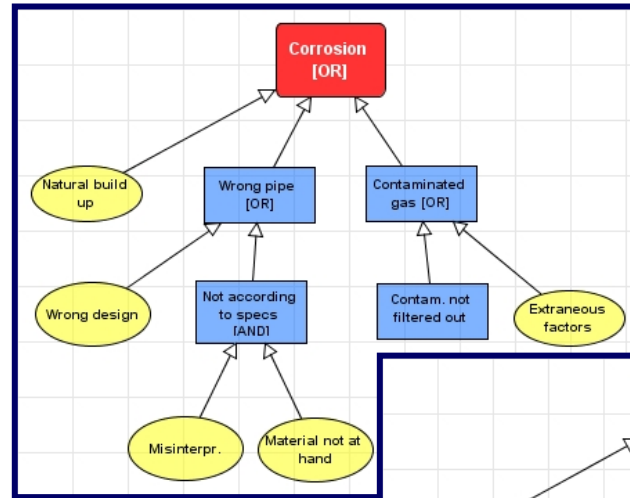 Corrosion
[OR]
Natural build
up
Wrong pipe
[OR]
Contaminated
gas [OR]
Wrong design
Not according
to specs
[AND]
Contam. not
filtered out
Extraneous
factors
Misinterpr.
Material not at
hand